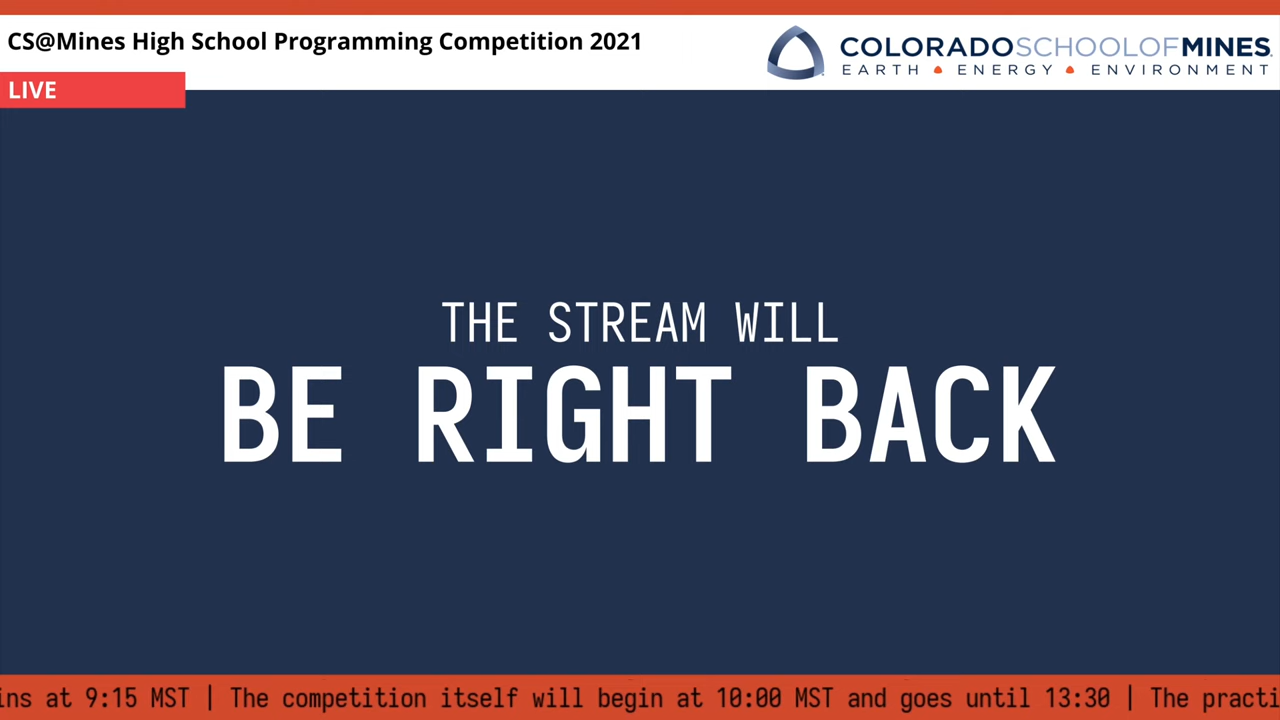 CS@Mines High School Programming Competition 2021
COLORADOSCHOOLOFMINES
EARTH • ENERGY • ENVIRONMENT
LIVE
THE STREAM WILL
BE RIGHT BACK
ins at 9:15 MST | The competition itself will begin at 10:00 MST and goes until 13:30 | The practi